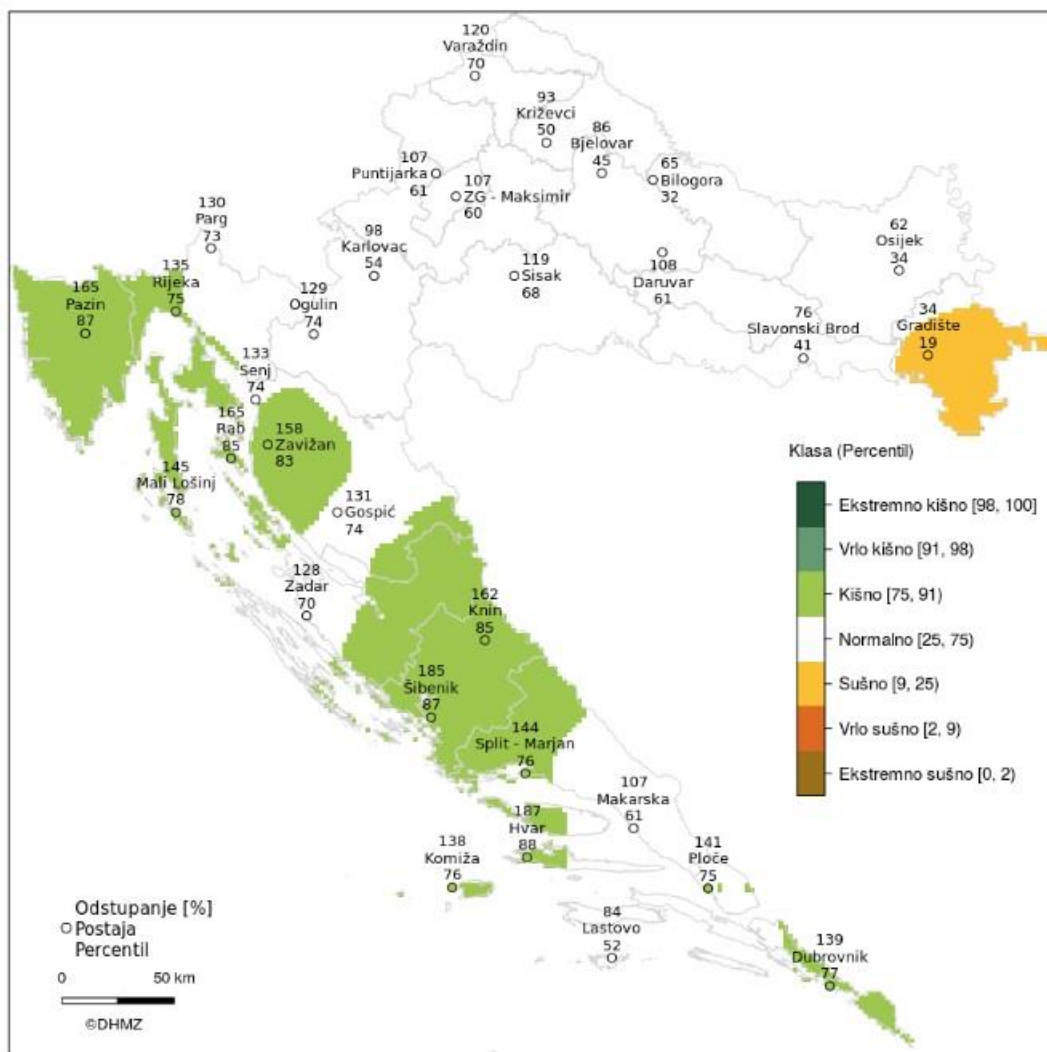 120
Varaždin
70
93
Križevci
50
86
Bjelovar
45
107
Puntijarka
61
107
ZG - Maksimir
60
65
Bilogora
32
130
Parg
73
98
Karlovac
54
119
Sisak
68
108
Daruvar
61
62
Osijek
34
135
Rijeka
75
165
Pazin
87
129
Ogulin
74
76
Slavonski Brod
41
34
Gradište
19
133
Senj
74
165
Rab
85
158
Zavižan
83
145
Mali Lošinj
78
131
Gospić
74
128
Zadar
70
162
Knin
85
185
Šibenik
87
144
Split - Marjan
76
107
Makarska
61
187
Hvar
88
138
Komiža
76
141
Ploče
75
84
Lastovo
52
139
Dubrovnik
77
Klasa (Percentil)
Ekstremno kišno [98, 100]
Vrlo kišno [91, 98)
Kišno [75, 91)
Normalno [25, 75)
Sušno [9, 25)
Vrlo sušno [2, 9)
Ekstremno sušno [0, 2)
Odstupanje [%]
Postaja
Percentil
0 50 km
©DHMZ